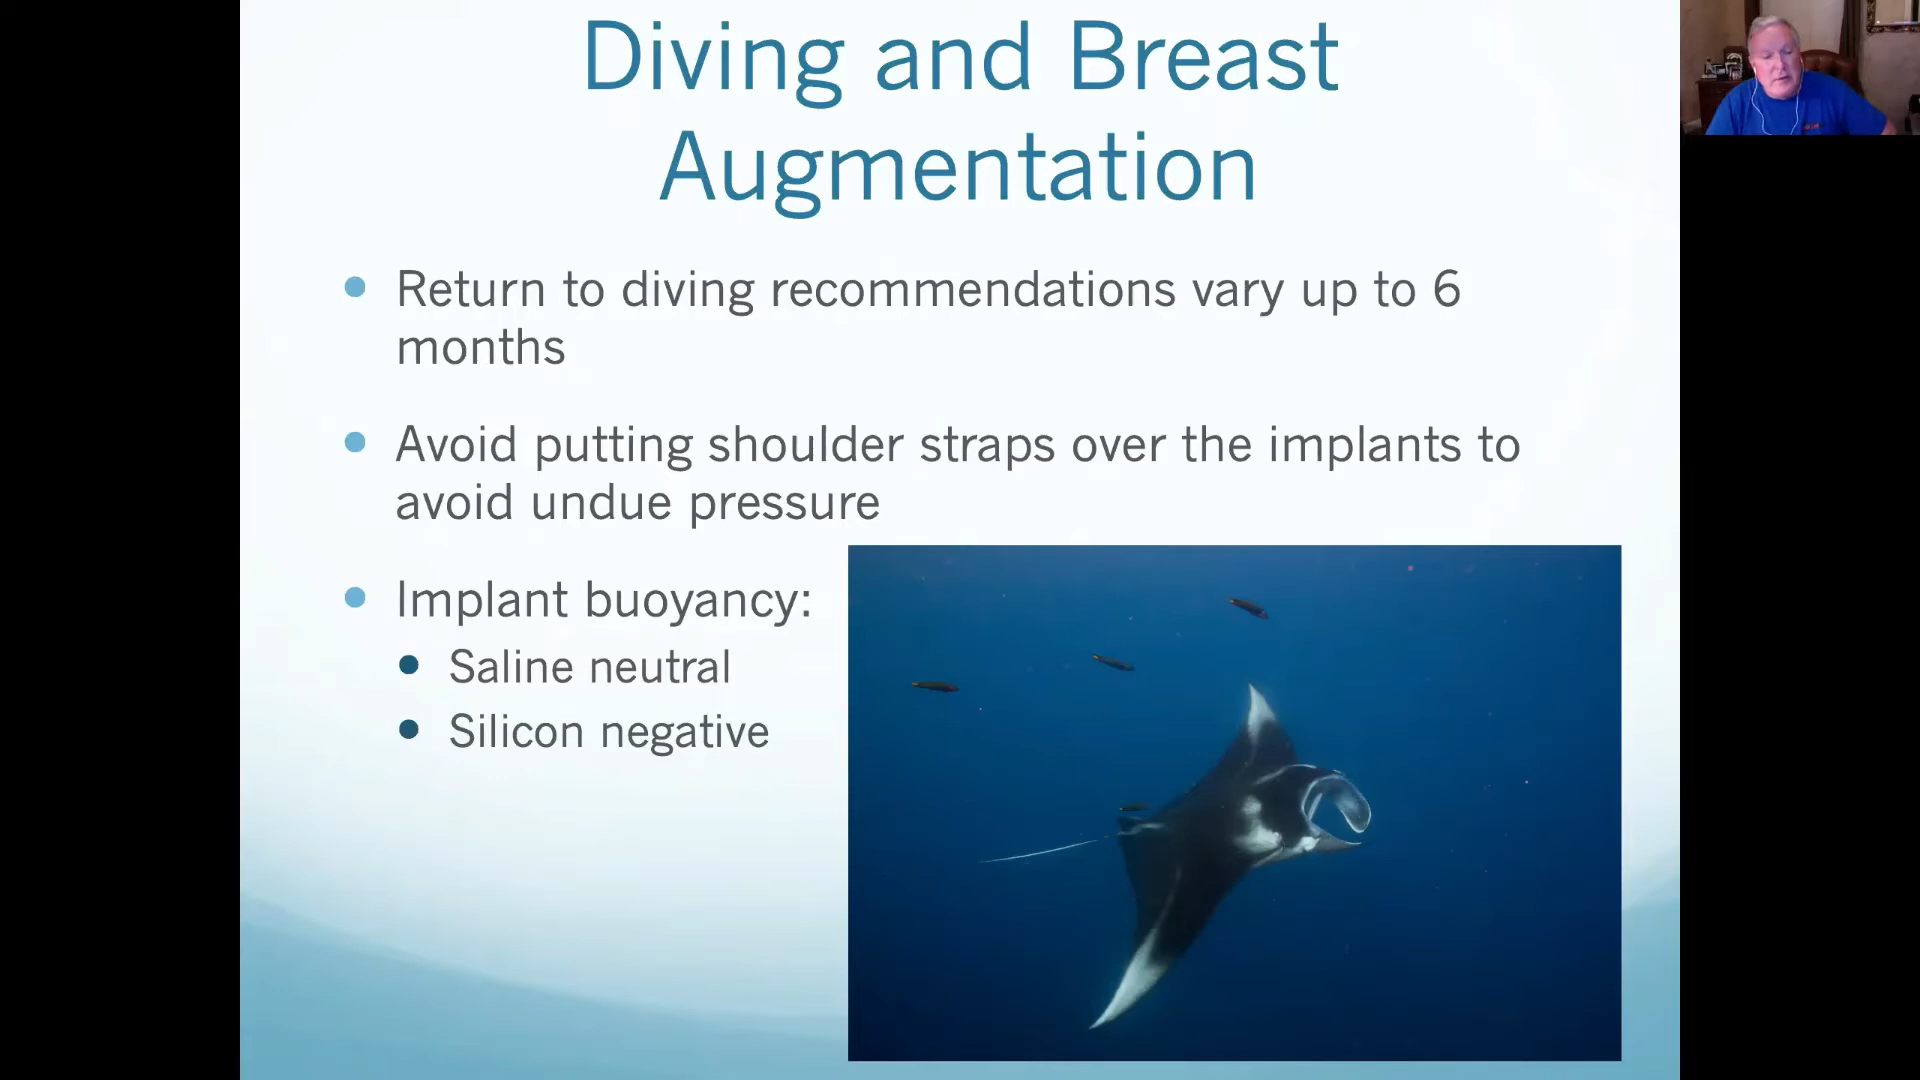 Diving and Breast
Augmentation
Return to diving recommendations vary up to 6
months
Avoid putting shoulder straps over the implants to
avoid undue pressure
Implant buoyancy:
Saline neutral
Silicon negative